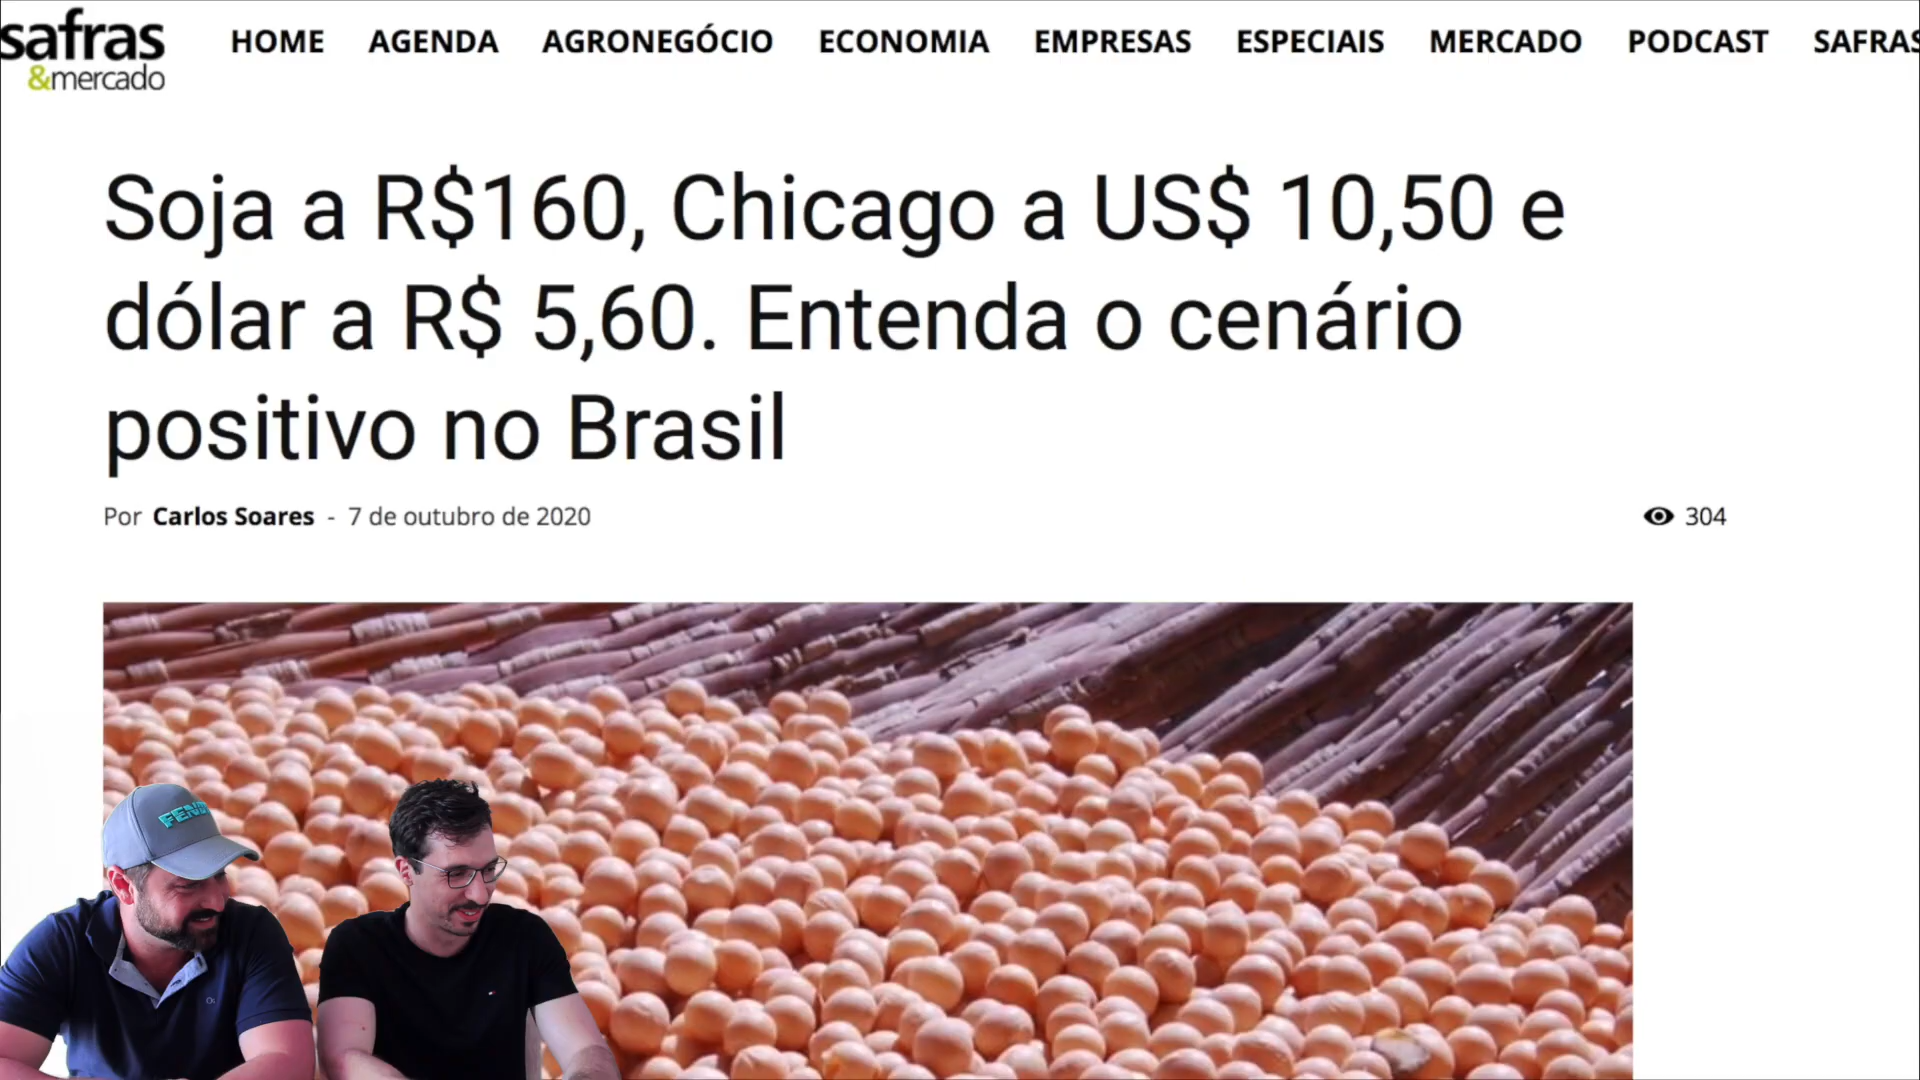 safras
&mercado
HOME AGENDA AGRONEGÓCIO ECONOMIA EMPRESAS ESPECIAIS MERCADO PODCAST SAFRAS
Soja a R$160, Chicago a US$ 10,50 e
dólar a R$ 5,60. Entenda o cenário
positivo no Brasil
Por Carlos Soares - 7 de outubro de 2020
304